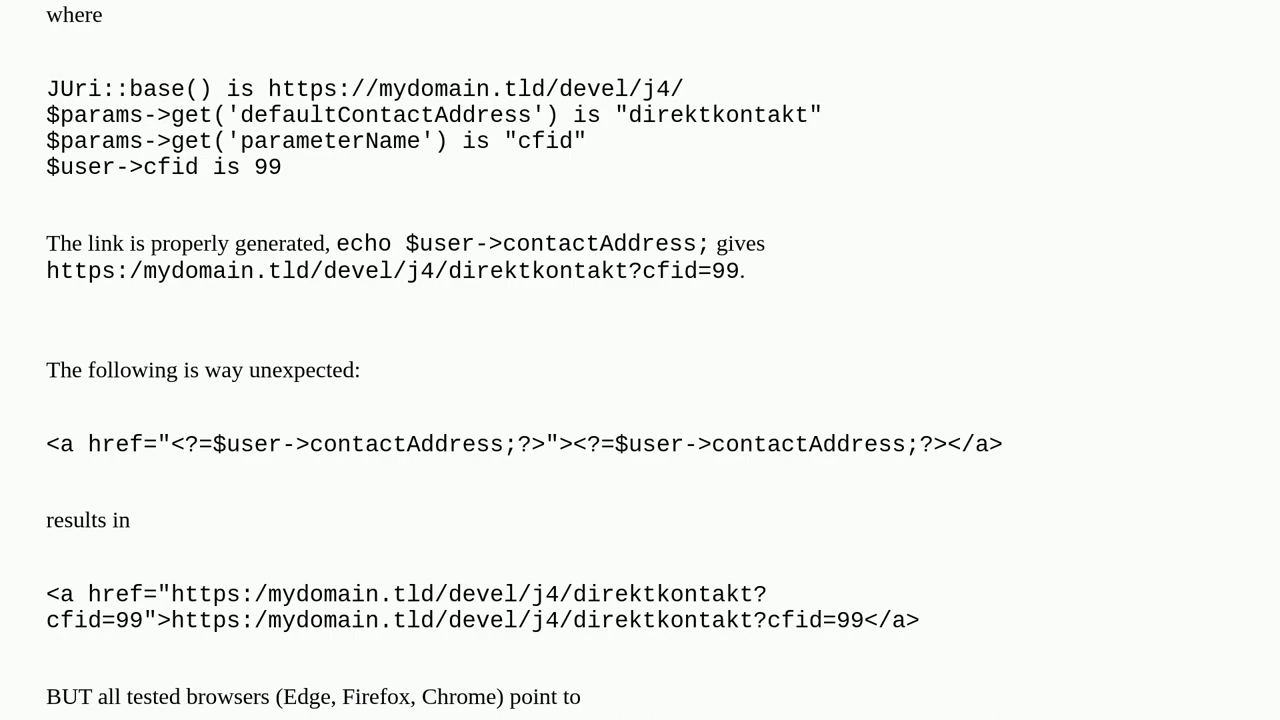 where
JUri::base() is https://mydomain.tld/devel/j4/
$params->get('defaultContactAddress') is "direktkontakt"
$params->get('parameterName') is "cfid"
$user->cfid is 99
The link is properly generated, echo $user->contactAddress; gives
https:/mydomain.tld/devel/j4/direktkontakt?cfid=99.
The following is way unexpected:
<a href="<?=$user->contactAddress;?>"><?=$user->contactAddress;?></a>
results in
<a href="https:/mydomain.tld/devel/j4/direktkontakt?
cfid=99">https:/mydomain.tld/devel/j4/direktkontakt?cfid=99</a>
BUT all tested browsers (Edge, Firefox, Chrome) point to